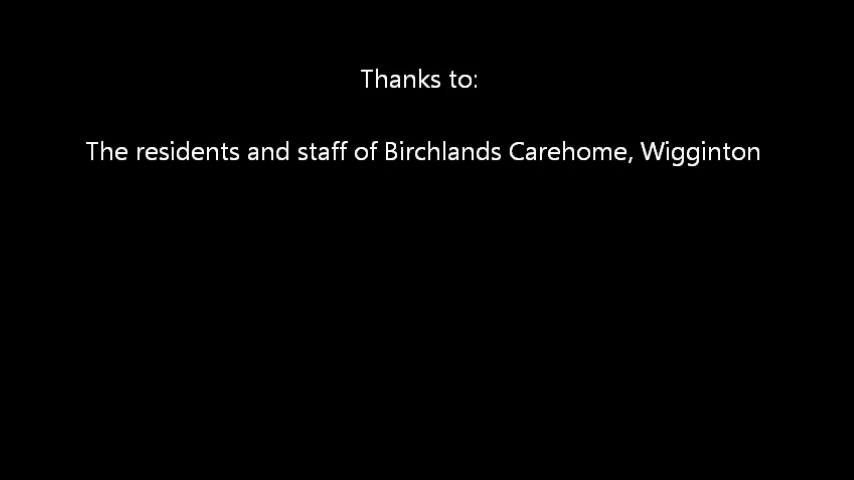 Thanks to:
The residents and staff of Birchlands Carehome, Wigginton